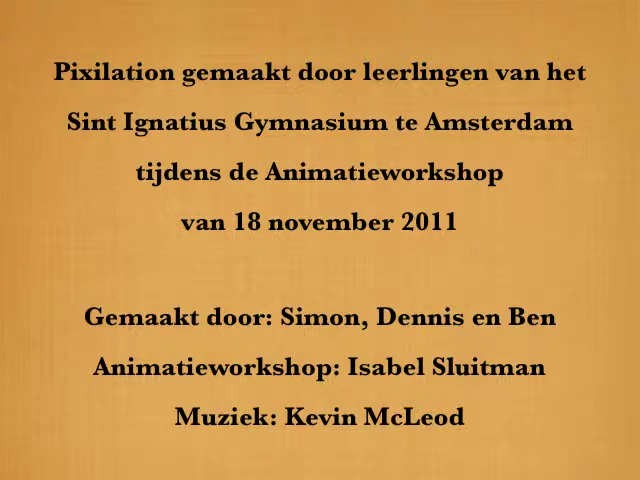 Pixilation gemaakt door leerlingen van het
Sint Ignatius Gymnasium te Amsterdam
tijdens de Animatieworkshop
van 18 november 2011
Gemaakt door: Simon, Dennis en Ben
Animatieworkshop: Isabel Sluitman
Muziek: Kevin McLeod